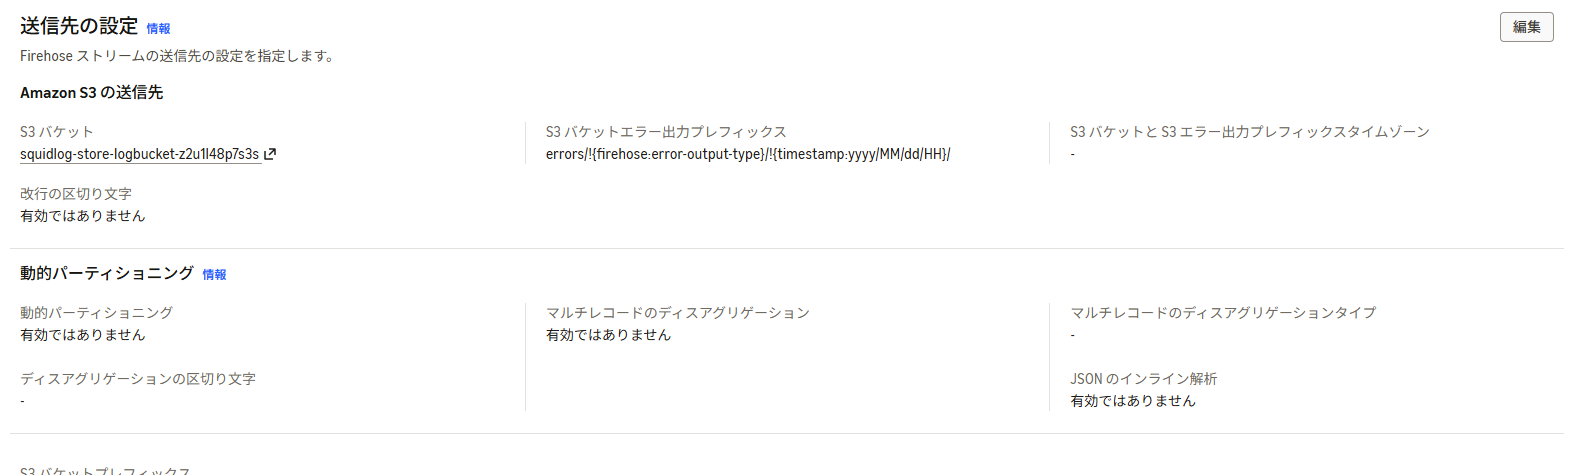 送信先の設定 情報
編集
Firehose ストリームの送信先の設定を指定します。
Amazon S3 の送信先
S3 バケット
squidlog-store-logbucket-z2u1l48p7s3s
S3 バケットエラー出力プレフィックス
errors/!{firehose:error-output-type}/!{timestamp:yyyy/MM/dd/HH}/
S3 バケットと S3 エラー出力プレフィックスタイムゾーン
-
改行の区切り文字
有効ではありません
動的パーティショニング 情報
動的パーティショニング
有効ではありません
マルチレコードのディスアグリゲーション
有効ではありません
マルチレコードのディスアグリゲーションタイプ
-
ディスアグリゲーションの区切り文字
-
JSON のインライン解析
有効ではありません
S3 バケットプレフィックス